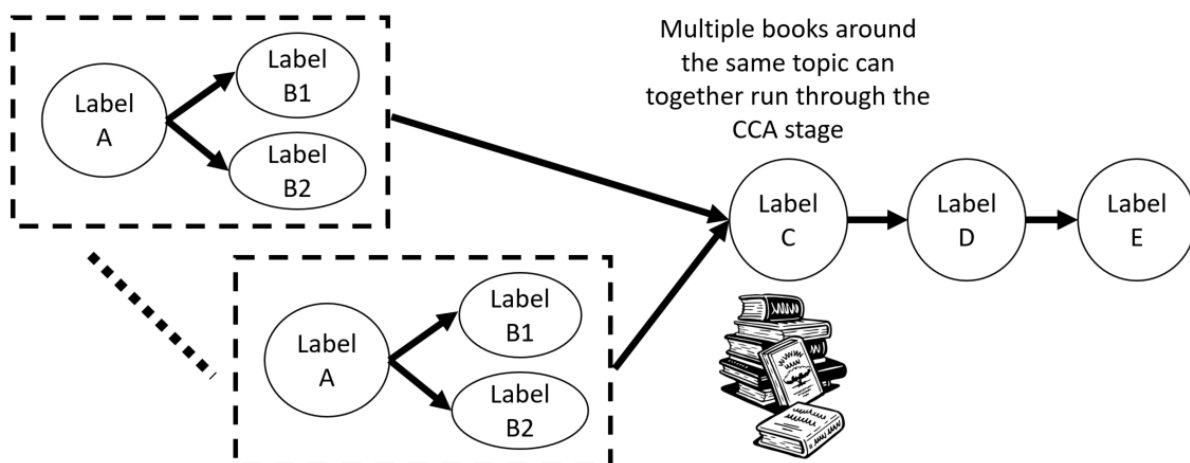 Label
A
Label
B1
Label
B2
Multiple books around
the same topic can
together run through the
CCA stage
Label
C
Label
D
Label
E
Label
A
Label
B1
Label
B2